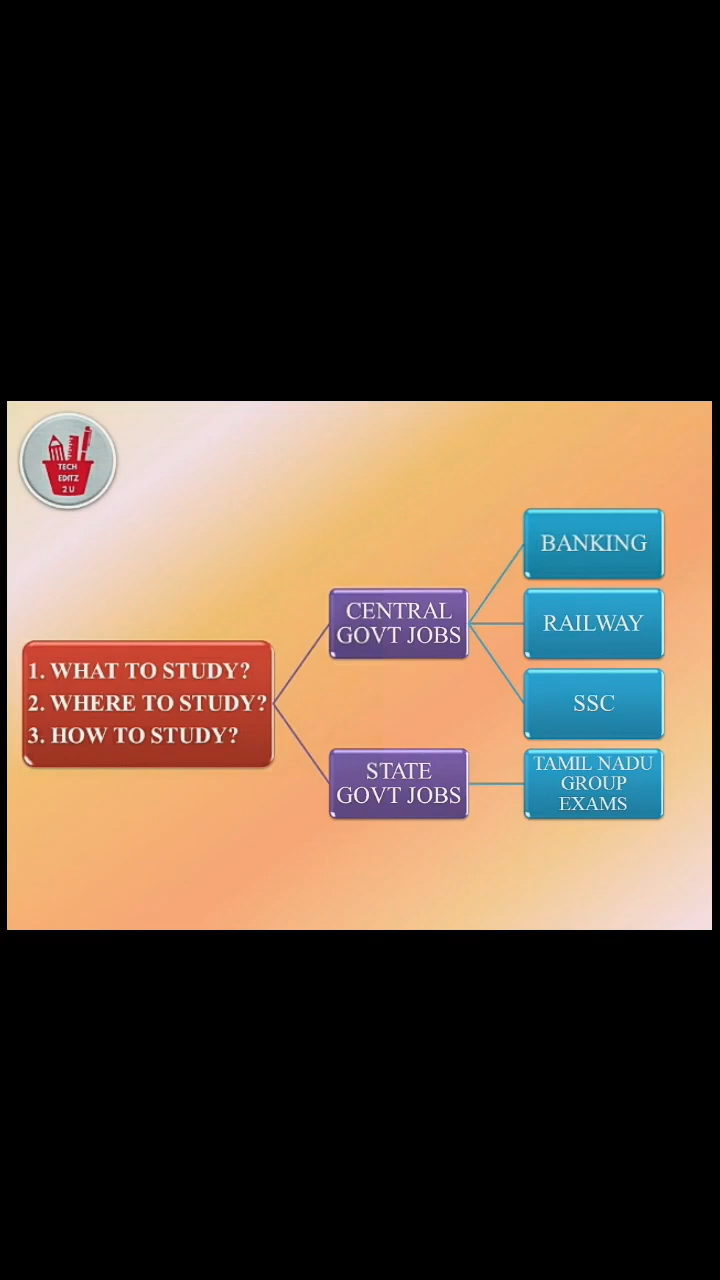 TECH
EDITZ
2 U
BANKING
CENTRAL
GOVT JOBS
RAILWAY
1. WHAT TO STUDY?
2. WHERE TO STUDY?
3. HOW TO STUDY?
SSC
STATE
GOVT JOBS
TAMIL NADU
GROUP
EXAMS